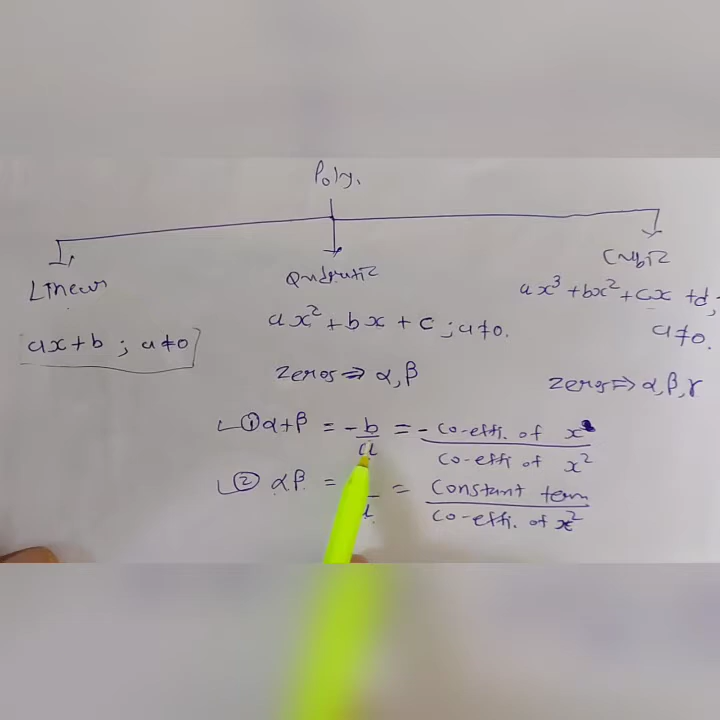 Poly.
Linear
ax+b ; a≠0
Quadratic
ax²+bx+c ; a≠0.
zeros ⇒ α,β
① α+β = -b/a = - co-effi. of x / co-effi of x²
② αβ = = constant term / co-effi. of x²
Cubic
ax³+bx²+cx+d;
a≠0.
zeros ⇒ α,β,γ